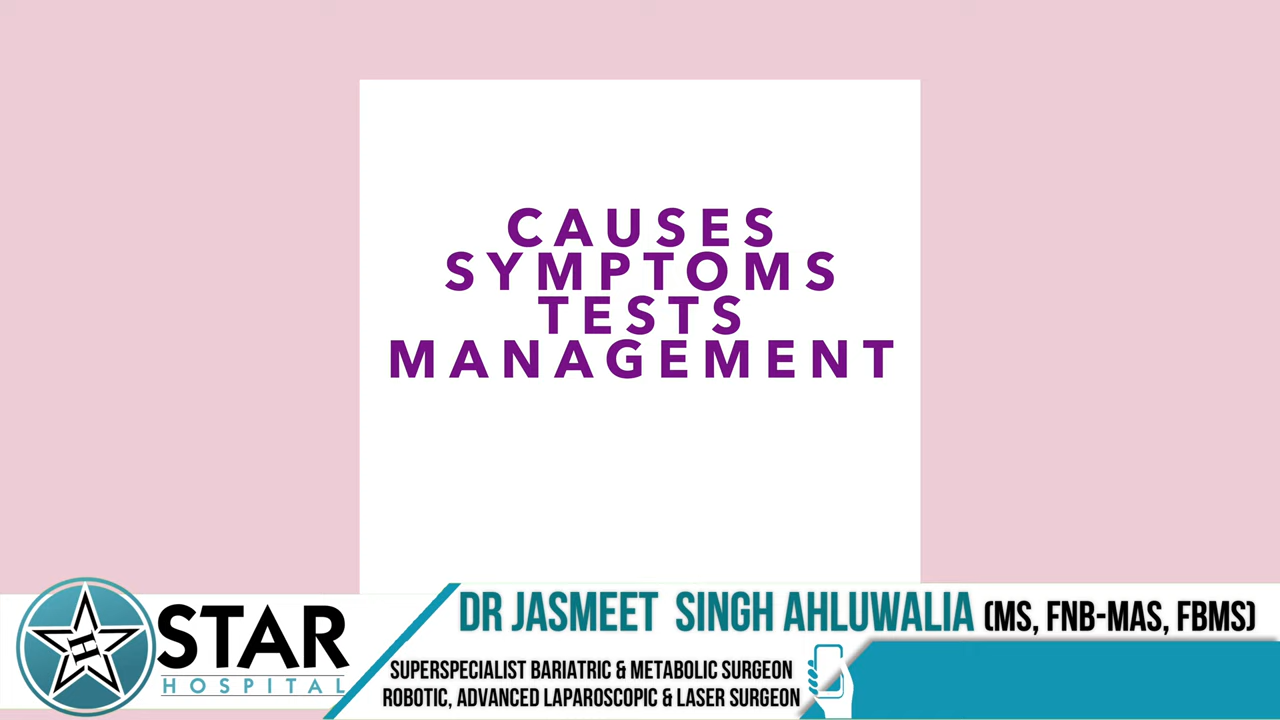 CAUSES
SYMPTOMS
TESTS
MANAGEMENT
STAR
HOSPITAL
DR JASMEET SINGH AHLUWALIA (MS, FNB-MAS, FBMS)
SUPERSPECIALIST BARIATRIC & METABOLIC SURGEON
ROBOTIC, ADVANCED LAPAROSCOPIC & LASER SURGEON